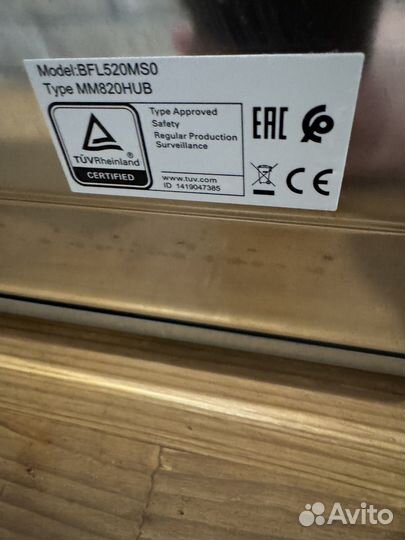 Model:BFL520MS0
Type MM820HUB
TÜVRheinland ®
CERTIFIED
Type Approved
Safety
Regular Production
Surveillance
www.tuv.com
ID 1419047385
EAC
CE
Avito